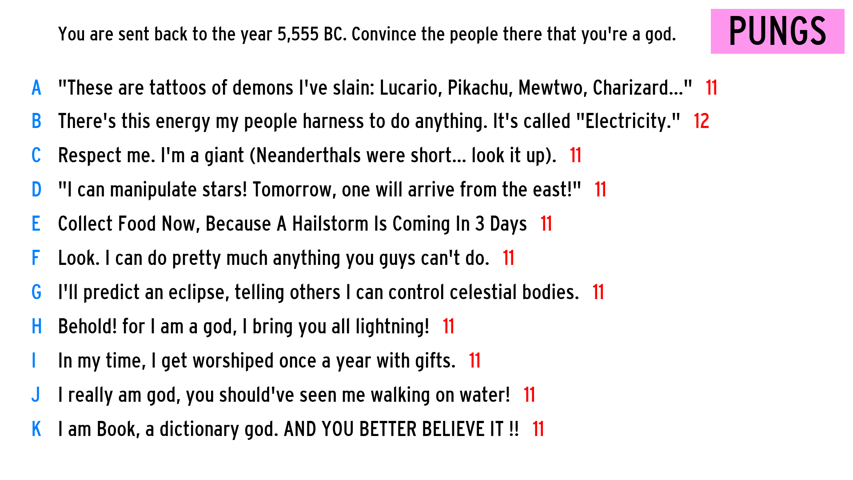 You are sent back to the year 5,555 BC. Convince the people there that you're a god.
PUNGS
A "These are tattoos of demons I've slain: Lucario, Pikachu, Mewtwo, Charizard..." 11
B There's this energy my people harness to do anything. It's called "Electricity." 12
C Respect me. I'm a giant (Neanderthals were short... look it up). 11
D "I can manipulate stars! Tomorrow, one will arrive from the east!" 11
E Collect Food Now, Because A Hailstorm Is Coming In 3 Days 11
F Look. I can do pretty much anything you guys can't do. 11
G I'll predict an eclipse, telling others I can control celestial bodies. 11
H Behold! for I am a god, I bring you all lightning! 11
I In my time, I get worshiped once a year with gifts. 11
J I really am god, you should've seen me walking on water! 11
K I am Book, a dictionary god. AND YOU BETTER BELIEVE IT !! 11